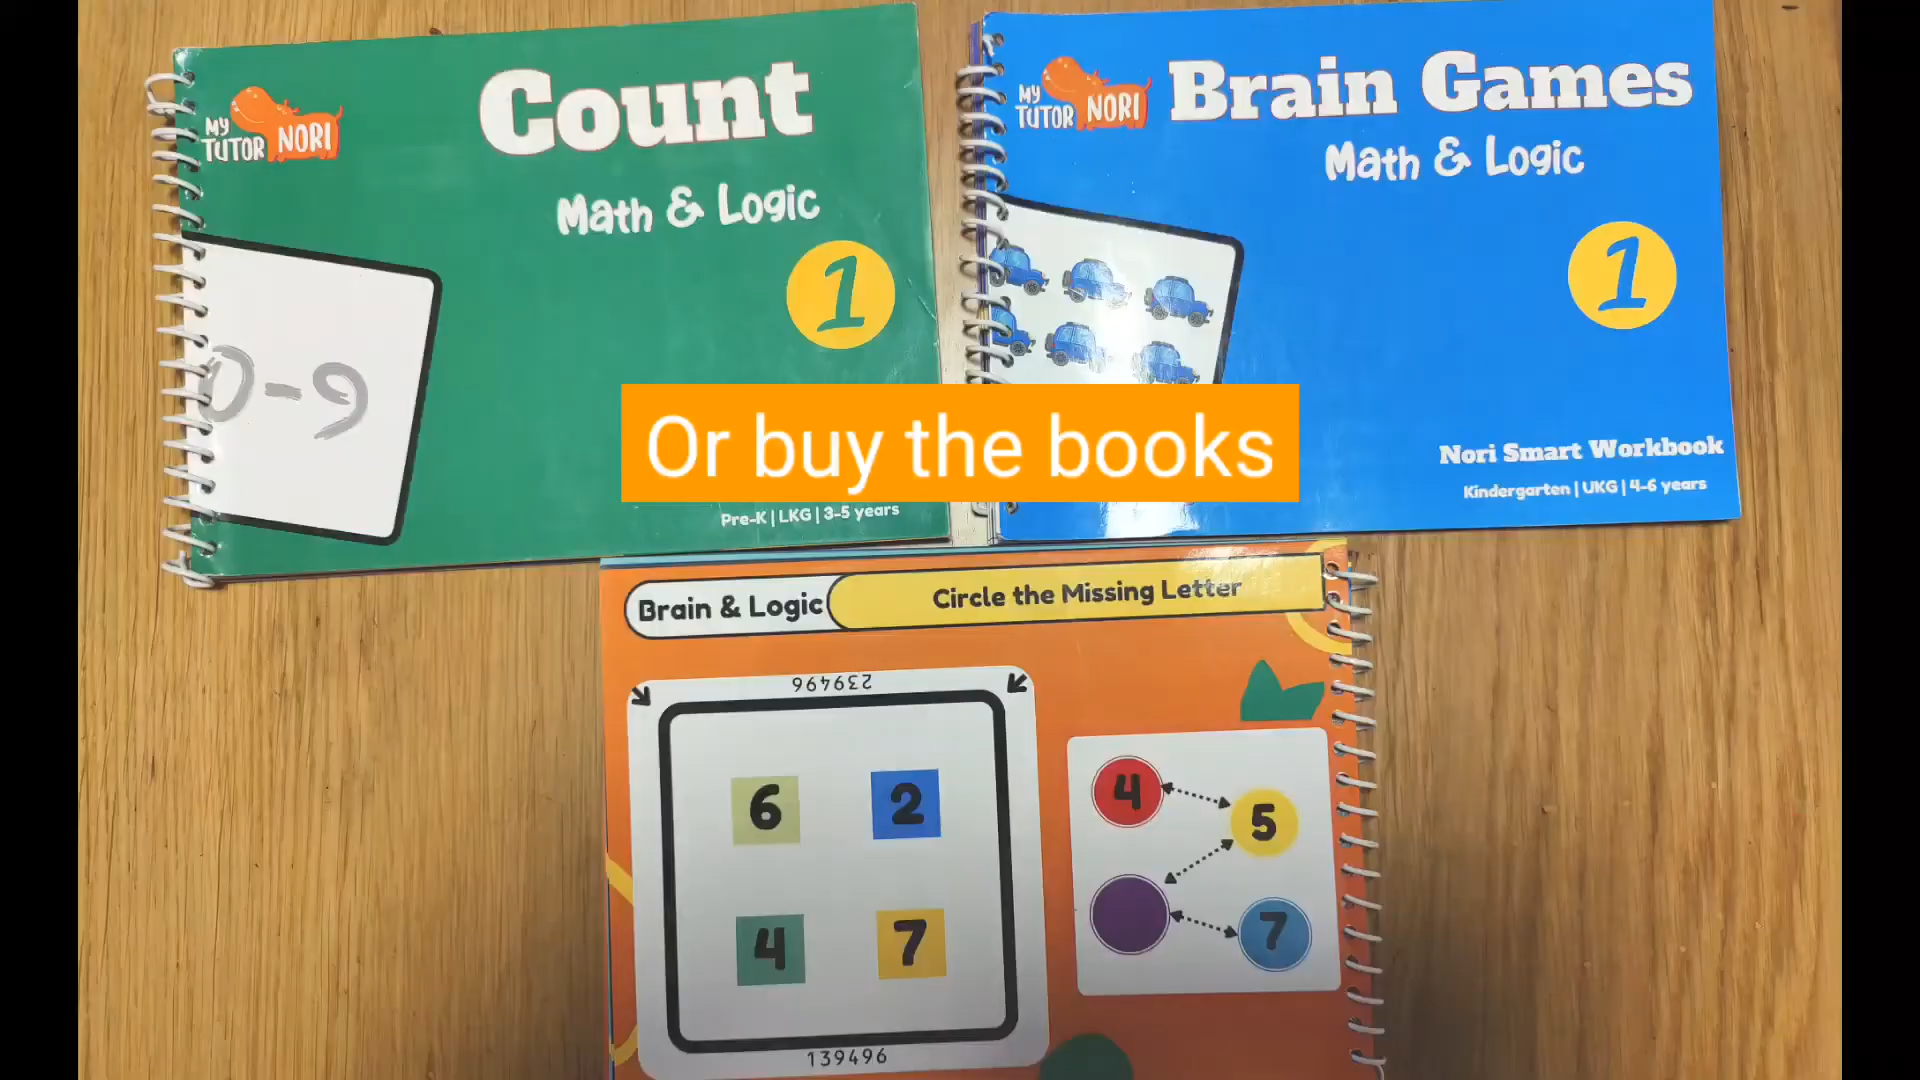 MY
TUTOR NORI
Count
Math & Logic
1
0-9
Pre-K | LKG | 3-5 years
MY
TUTOR NORI
Brain Games
Math & Logic
1
Nori Smart Workbook
Kindergarten | UKG | 4-6 years
Or buy the books
Brain & Logic
Circle the Missing Letter
239496
6 2
4 7
139496
4
5
7